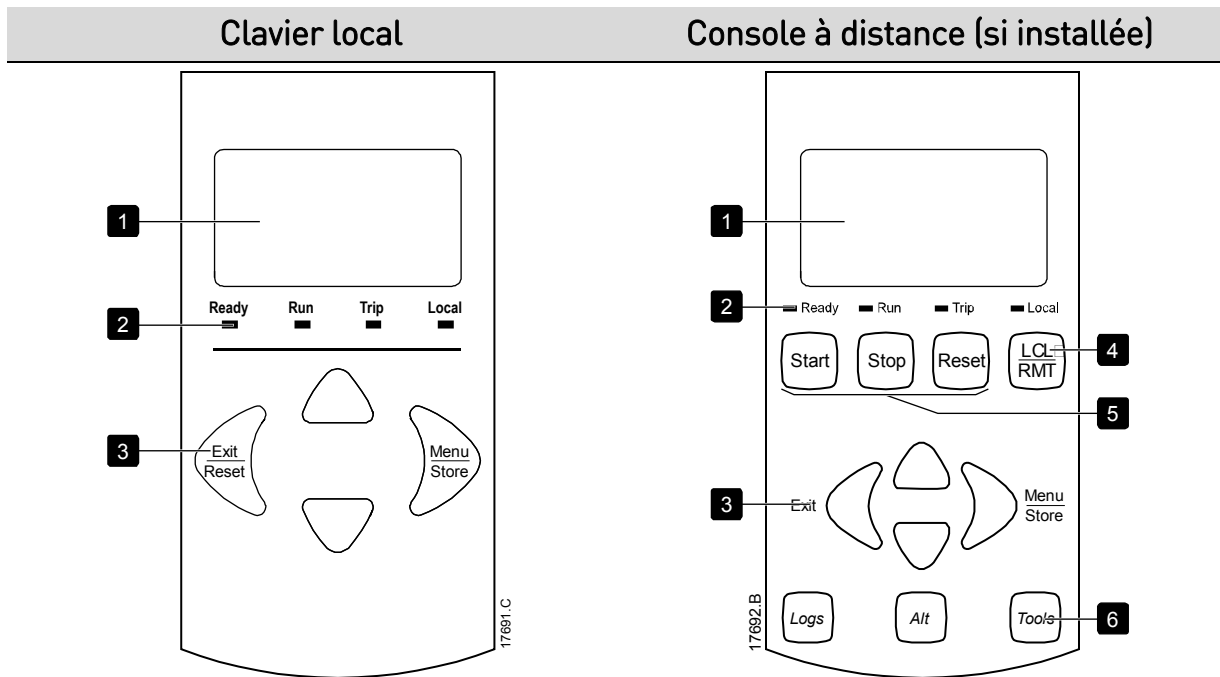 Clavier local
1
Ready Run Trip Local
2
3
Exit
Reset
Menu
Store
17691.C
Console à distance (si installée)
1
2
Ready Run Trip Local
Start Stop Reset LCL
RMT
4
5
3
Exit
Menu
Store
17692.B
Logs Alt Tools
6